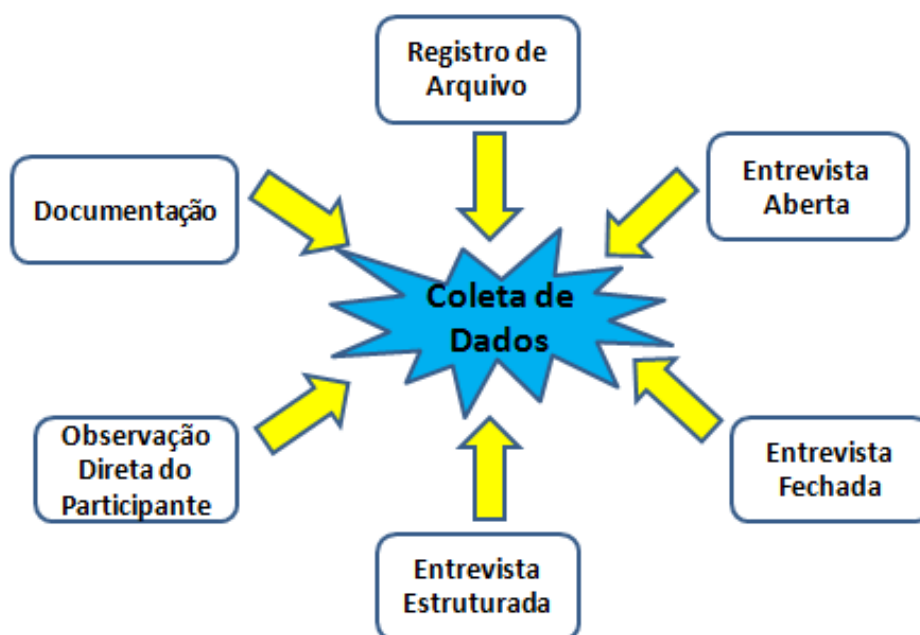 Registro de
Arquivo
Documentação
Entrevista
Aberta
Coleta de
Dados
Observação
Direta do
Participante
Entrevista
Fechada
Entrevista
Estruturada